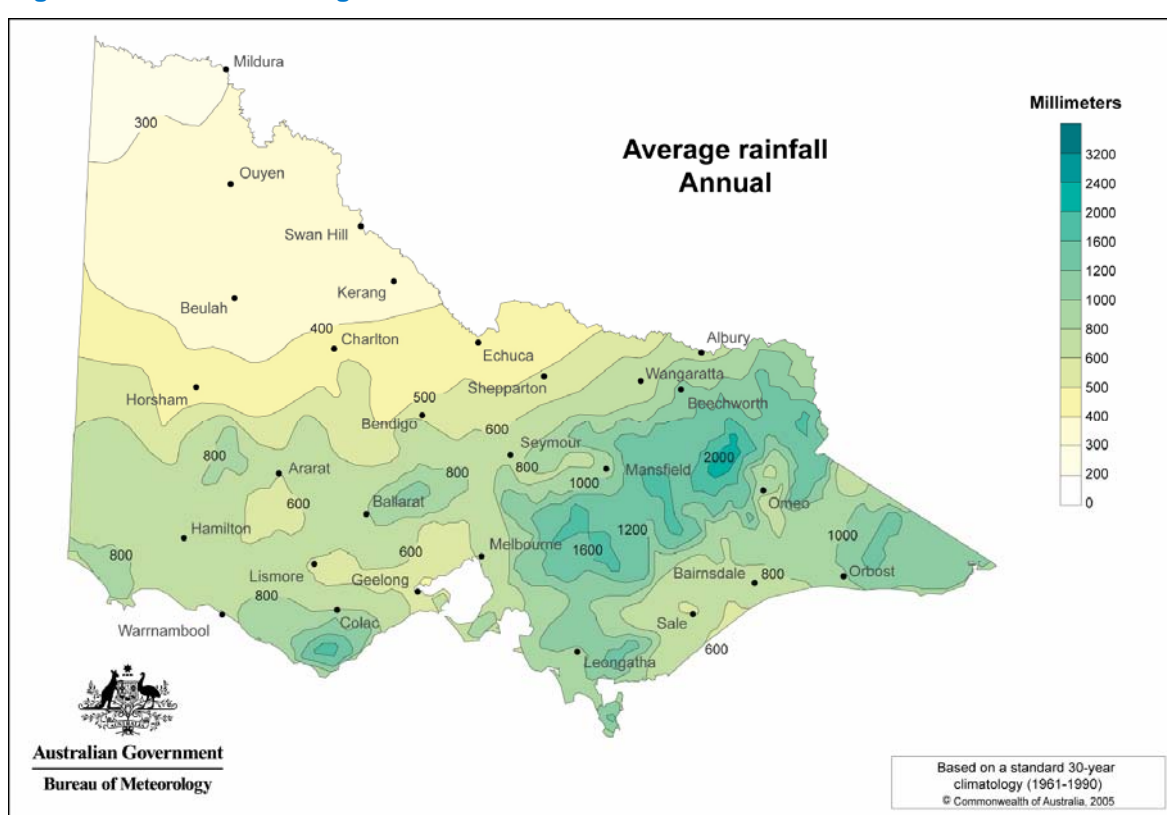 Mildura
300
Millimeters
Average rainfall
Annual
3200
2400
2000
1600
1200
1000
800
600
500
400
300
200
0
Ouyen
Swan Hill
Beulah
Kerang
400
Charlton
Echuca
Albury
Shepparton
Wangaratta
Horsham
500
Beechworth
Bendigo
600
Seymour
800
Ararat
800
800
Mansfield
2000
1000
600
Ballarat
Omeo
Hamilton
1200
1000
800
600
Melbourne
1600
Lismore
Geelong
Bairnsdale
800
Orbost
800
Colac
Sale
Warrnambool
600
Leongatha
Australian Government
Bureau of Meteorology
Based on a standard 30-year
climatology (1961-1990)
© Commonwealth of Australia, 2005